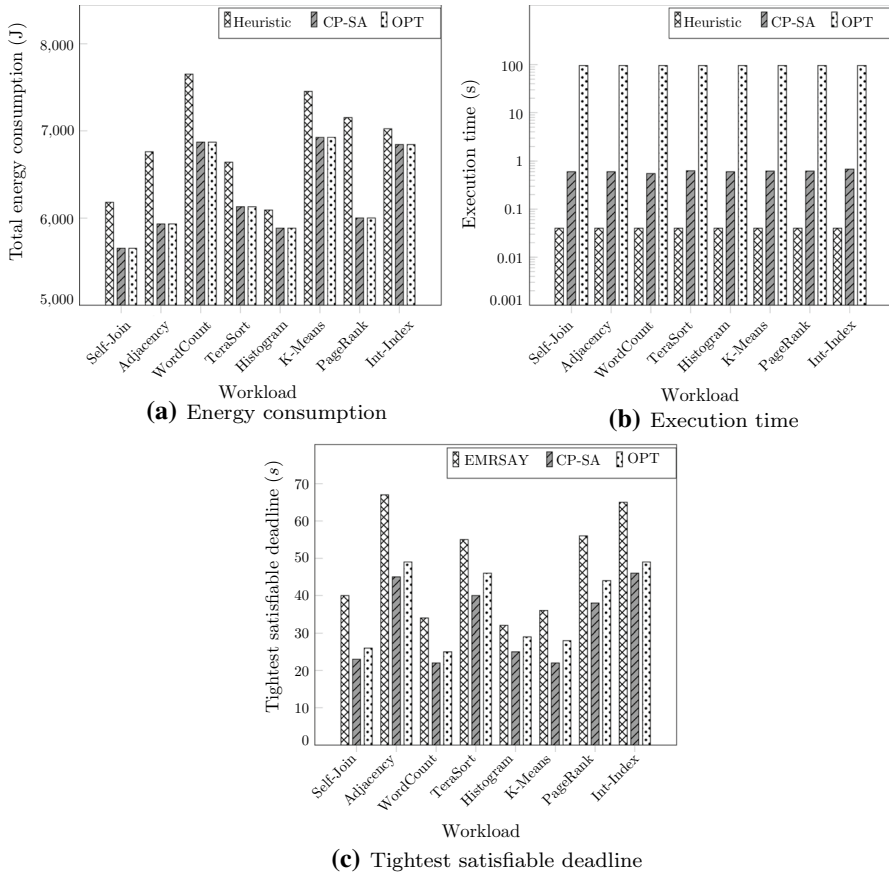 Heuristic CP-SA OPT
Total energy consumption (J)
8,000
7,000
6,000
5,000
Self-Join
Adjacency
WordCount
TeraSort
Histogram
K-Means
PageRank
Int-Index
Workload
(a) Energy consumption
Heuristic CP-SA OPT
Execution time (s)
100
10
1
0.1
0.01
0.001
Self-Join
Adjacency
WordCount
TeraSort
Histogram
K-Means
PageRank
Int-Index
Workload
(b) Execution time
EMRSAY CP-SA OPT
Tightest satisfiable deadline (s)
70
60
50
40
30
20
10
0
Self-Join
Adjacency
WordCount
TeraSort
Histogram
K-Means
PageRank
Int-Index
Workload
(c) Tightest satisfiable deadline